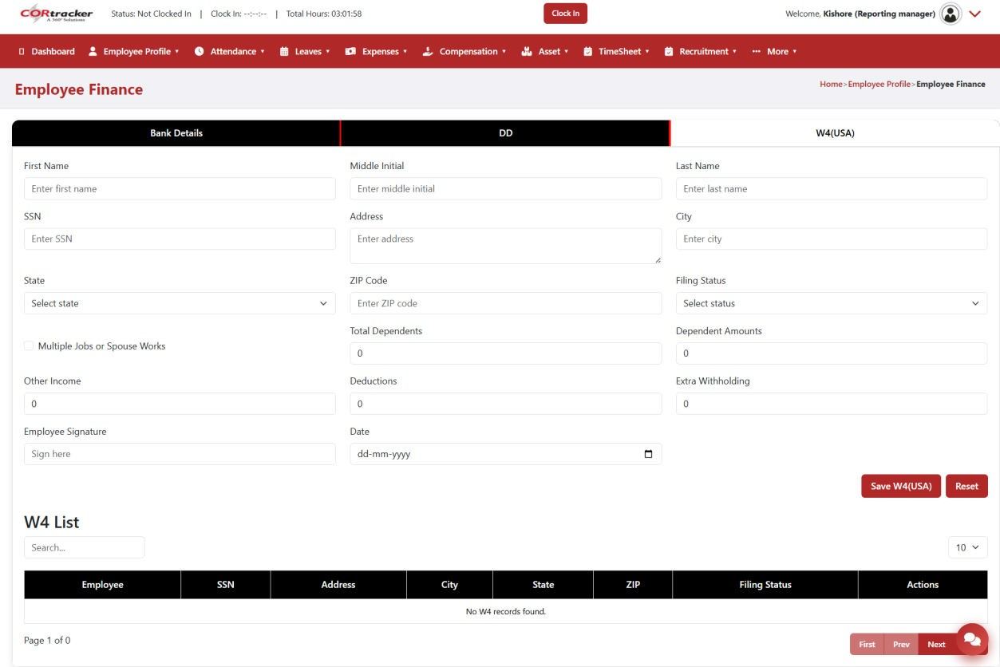 CORtracker
A 360° Solutions
Status: Not Clocked In | Clock In: --:--:-- | Total Hours: 03:01:58
Clock In
Welcome, Kishore (Reporting manager)
Dashboard Employee Profile Attendance Leaves Expenses Compensation Asset TimeSheet Recruitment More
Employee Finance
Home > Employee Profile > Employee Finance
Bank Details DD W4(USA)
First Name Middle Initial Last Name
Enter first name Enter middle initial Enter last name
SSN Address City
Enter SSN Enter address Enter city
State ZIP Code Filing Status
Select state Enter ZIP code Select status
Total Dependents Dependent Amounts
Multiple Jobs or Spouse Works
0 0
Other Income Deductions Extra Withholding
0 0 0
Employee Signature Date
Sign here dd-mm-yyyy
Save W4(USA) Reset
W4 List
Search... 10
Employee SSN Address City State ZIP Filing Status Actions
No W4 records found.
Page 1 of 0
First Prev Next